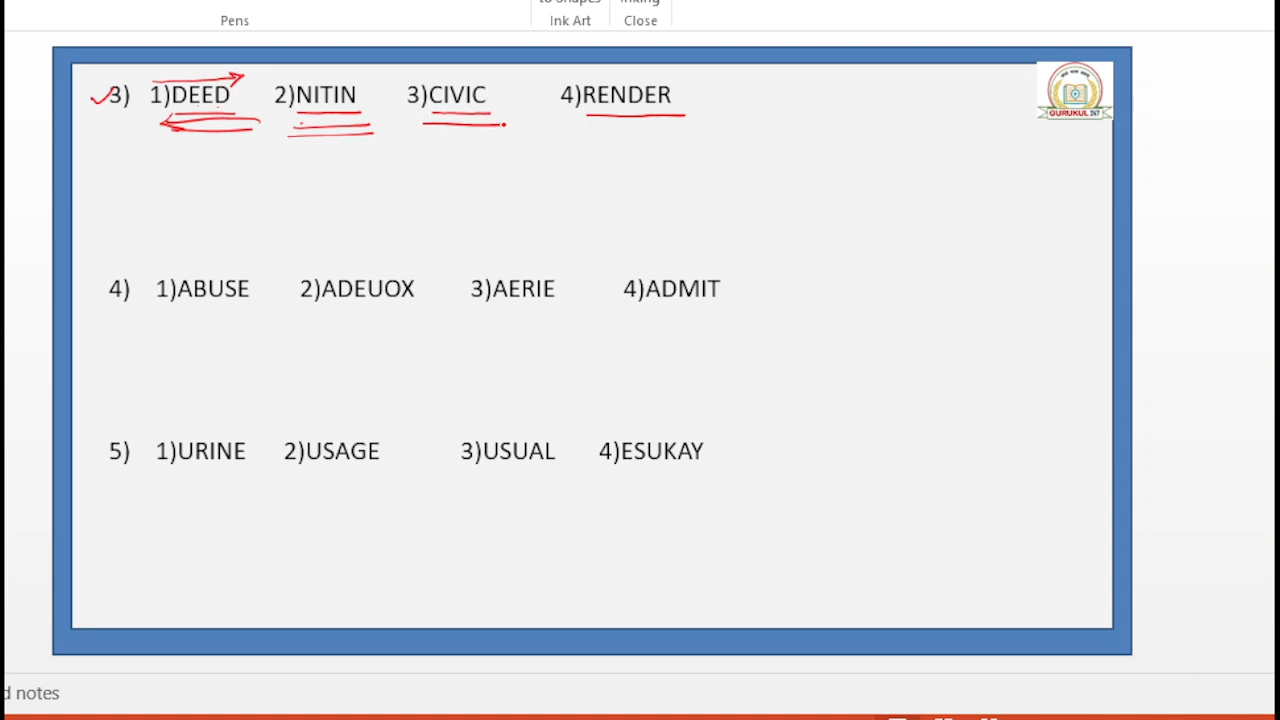 Pens
Ink Art
Close
3) 1)DEED 2)NITIN 3)CIVIC 4)RENDER
GURUKUL INT
4) 1)ABUSE 2)ADEUOX 3)AERIE 4)ADMIT
5) 1)URINE 2)USAGE 3)USUAL 4)ESUKAY
d notes